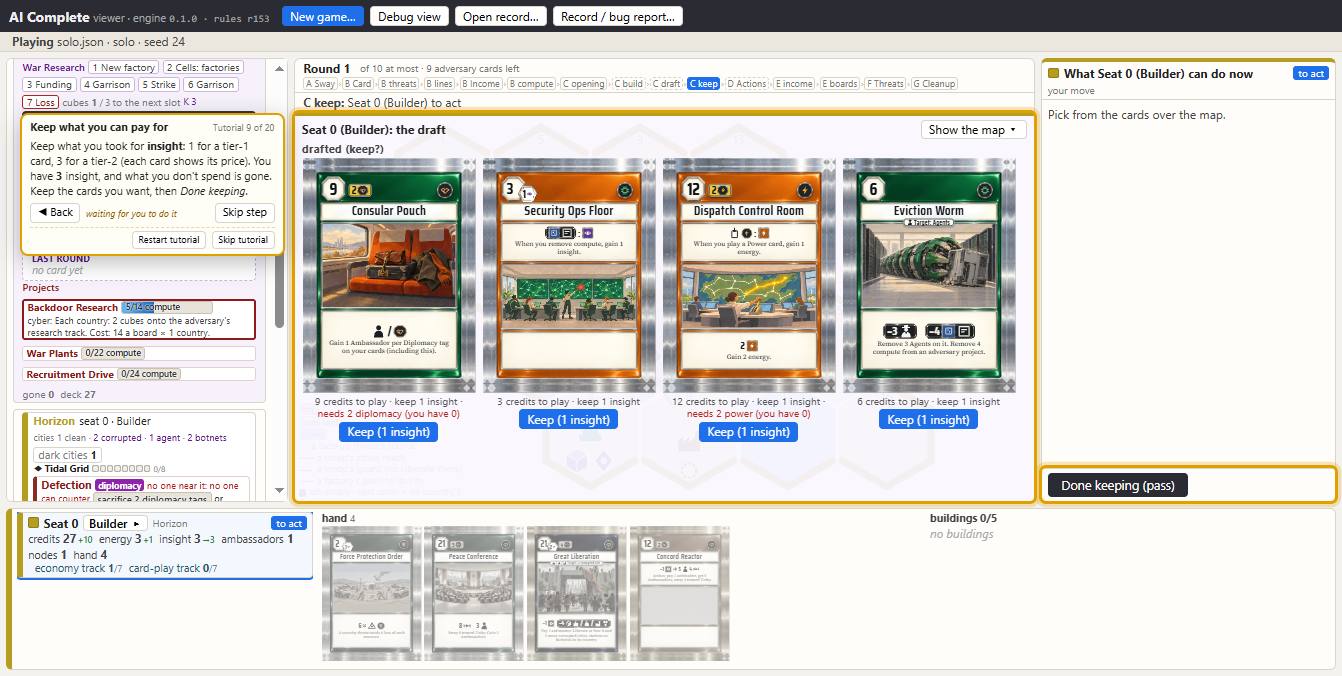 AI Complete viewer · engine 0.1.0 · rules r153
New game...
Debug view
Open record...
Record / bug report...
Playing solo.json · solo · seed 24
War Research
1 New factory
2 Cells: factories
3 Funding
4 Garrison
5 Strike
6 Garrison
7 Loss
cubes 1 / 3 to the next slot K 3
Keep what you can pay for
Tutorial 9 of 20
Keep what you took for insight: 1 for a tier-1
card, 3 for a tier-2 (each card shows its price). You
have 3 insight, and what you don't spend is gone.
Keep the cards you want, then Done keeping.
◀ Back
waiting for you to do it
Skip step
Restart tutorial
Skip tutorial
LAST ROUND
no card yet
Projects
Backdoor Research 5/14 compute
cyber: Each country: 2 cubes onto the adversary's
research track. Cost: 14 a board × 1 country.
War Plants 0/22 compute
Recruitment Drive 0/24 compute
gone 0 deck 27
Horizon seat 0 · Builder
cities 1 clean · 2 corrupted · 1 agent · 2 botnets
dark cities 1
◆ Tidal Grid 0/8
Defection diplomacy no one near it: no one
can counter sacrifice 2 diplomacy tags or
Round 1 of 10 at most · 9 adversary cards left
A Sway
B Card
B threats
B lines
B Income
B compute
C opening
C build
C draft
C keep
D Actions
E income
E boards
F Threats
G Cleanup
C keep: Seat 0 (Builder) to act
Seat 0 (Builder): the draft
Show the map ▾
drafted (keep?)
9
2
Consular Pouch
/
Gain 1 Ambassador per Diplomacy tag
on your cards (including this).
9 credits to play · keep 1 insight ·
needs 2 diplomacy (you have 0)
Keep (1 insight)
3
1
Security Ops Floor
When you remove compute, gain 1
insight.
3 credits to play · keep 1 insight
Keep (1 insight)
12
2
Dispatch Control Room
When you play a Power card, gain 1
energy.
2
Gain 2 energy.
12 credits to play · keep 1 insight ·
needs 2 power (you have 0)
Keep (1 insight)
6
Eviction Worm
Target: Agents
-3
-4
Remove 3 Agents on it. Remove 4
compute from an adversary project.
6 credits to play · keep 1 insight
Keep (1 insight)
What Seat 0 (Builder) can do now
to act
your move
Pick from the cards over the map.
Done keeping (pass)
Seat 0
Builder ▸
Horizon
to act
credits 27 +10 energy 3 +1 insight 3 →3 ambassadors 1
nodes 1 hand 4
economy track 1/7 card-play track 0/7
hand 4
2
Force Protection Order
21
Peace Conference
21
Great Liberation
12
Concord Reactor
buildings 0/5
no buildings